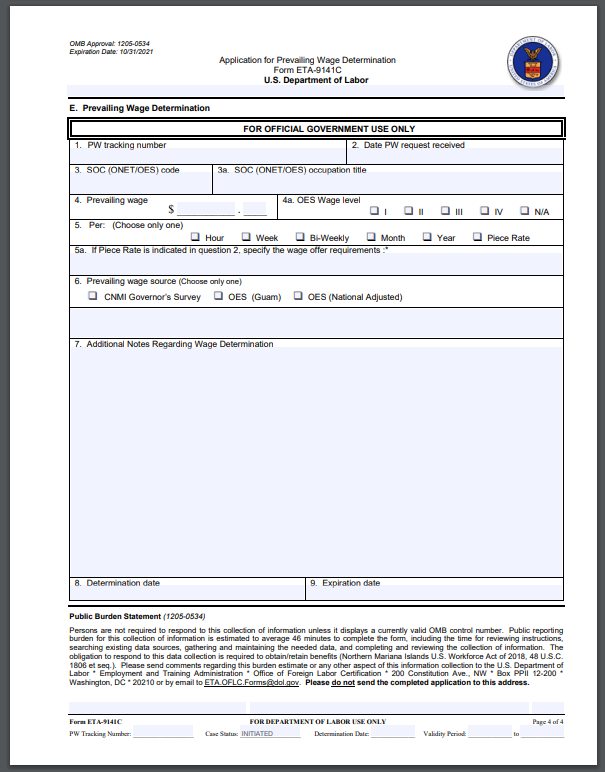 OMB Approval: 1205-0534
Expiration Date: 10/31/2021
Application for Prevailing Wage Determination
Form ETA-9141C
U.S. Department of Labor
E. Prevailing Wage Determination
FOR OFFICIAL GOVERNMENT USE ONLY
1. PW tracking number 2. Date PW request received
3. SOC (ONET/OES) code 3a. SOC (ONET/OES) occupation title
4. Prevailing wage 4a. OES Wage level
$ ____________ . _____ I II III IV N/A
5. Per: (Choose only one)
Hour Week Bi-Weekly Month Year Piece Rate
5a. If Piece Rate is indicated in question 2, specify the wage offer requirements :*
6. Prevailing wage source (Choose only one)
CNMI Governor's Survey OES (Guam) OES (National Adjusted)
7. Additional Notes Regarding Wage Determination
8. Determination date 9. Expiration date
Public Burden Statement (1205-0534)
Persons are not required to respond to this collection of information unless it displays a currently valid OMB control number. Public reporting
burden for this collection of information is estimated to average 46 minutes to complete the form, including the time for reviewing instructions,
searching existing data sources, gathering and maintaining the needed data, and completing and reviewing the collection of information. The
obligation to respond to this data collection is required to obtain/retain benefits (Northern Mariana Islands U.S. Workforce Act of 2018, 48 U.S.C.
1806 et seq.). Please send comments regarding this burden estimate or any other aspect of this information collection to the U.S. Department of
Labor * Employment and Training Administration * Office of Foreign Labor Certification * 200 Constitution Ave., NW * Box PPII 12-200 *
Washington, DC * 20210 or by email to ETA.OFLC.Forms@dol.gov. Please do not send the completed application to this address.
Form ETA-9141C FOR DEPARTMENT OF LABOR USE ONLY Page 4 of 4
PW Tracking Number: Case Status: INITIATED Determination Date: Validity Period: to